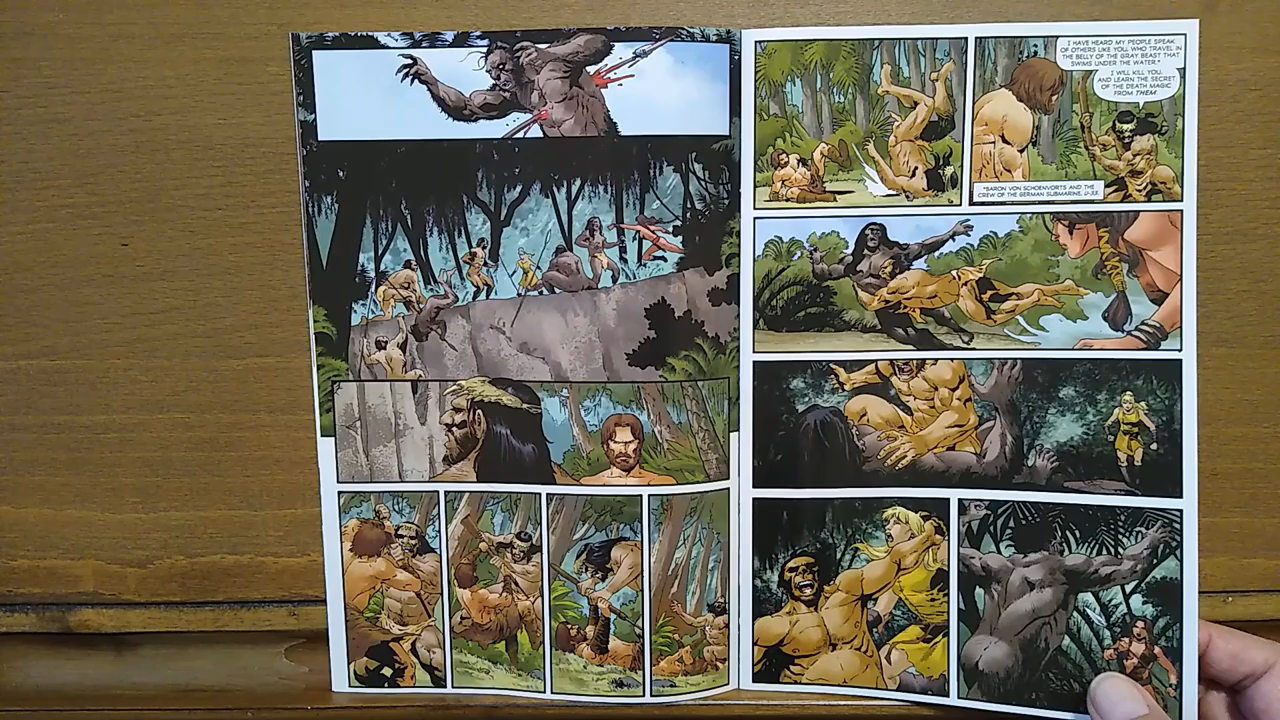 I HAVE HEARD MY PEOPLE SPEAK
OF OTHERS LIKE YOU, WHO TRAVEL IN
THE BELLY OF THE GRAY BEAST THAT
SWIMS UNDER THE WATER.*
I WILL KILL YOU.
AND LEARN THE SECRET
OF THE DEATH MAGIC
FROM THEM!
*BARON VON SCHOENVORTS AND THE
CREW OF THE GERMAN SUBMARINE, U-33.